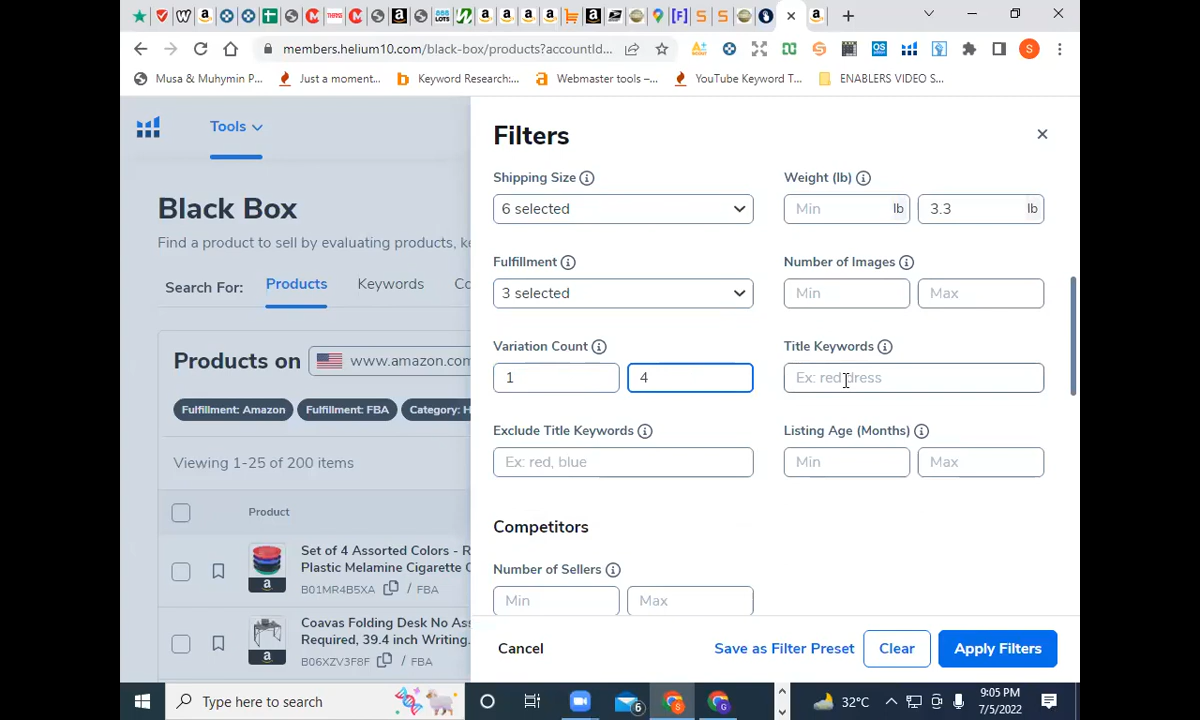 members.helium10.com/black-box/products?accountId...
Musa & Muhymin P...
Just a moment...
Keyword Research:...
Webmaster tools –...
YouTube Keyword T...
ENABLERS VIDEO S...
Tools
Filters
Shipping Size
Weight (lb)
6 selected
Min lb
3.3 lb
Black Box
Find a product to sell by evaluating products, ke
Fulfillment
Number of Images
Search For:
Products
Keywords
Co
3 selected
Min
Max
Products on
www.amazon.com
Variation Count
Title Keywords
1
4
Ex: red dress
Fulfillment: Amazon
Fulfillment: FBA
Category: H
Exclude Title Keywords
Listing Age (Months)
Viewing 1-25 of 200 items
Ex: red, blue
Min
Max
Product
Competitors
Set of 4 Assorted Colors - R
Plastic Melamine Cigarette C
B01MR4B5XA / FBA
Number of Sellers
Min
Max
Coavas Folding Desk No Ass
Required, 39.4 inch Writing...
B06XZV3F8F / FBA
Cancel
Save as Filter Preset
Clear
Apply Filters
Type here to search
6
32°C
9:05 PM
7/5/2022